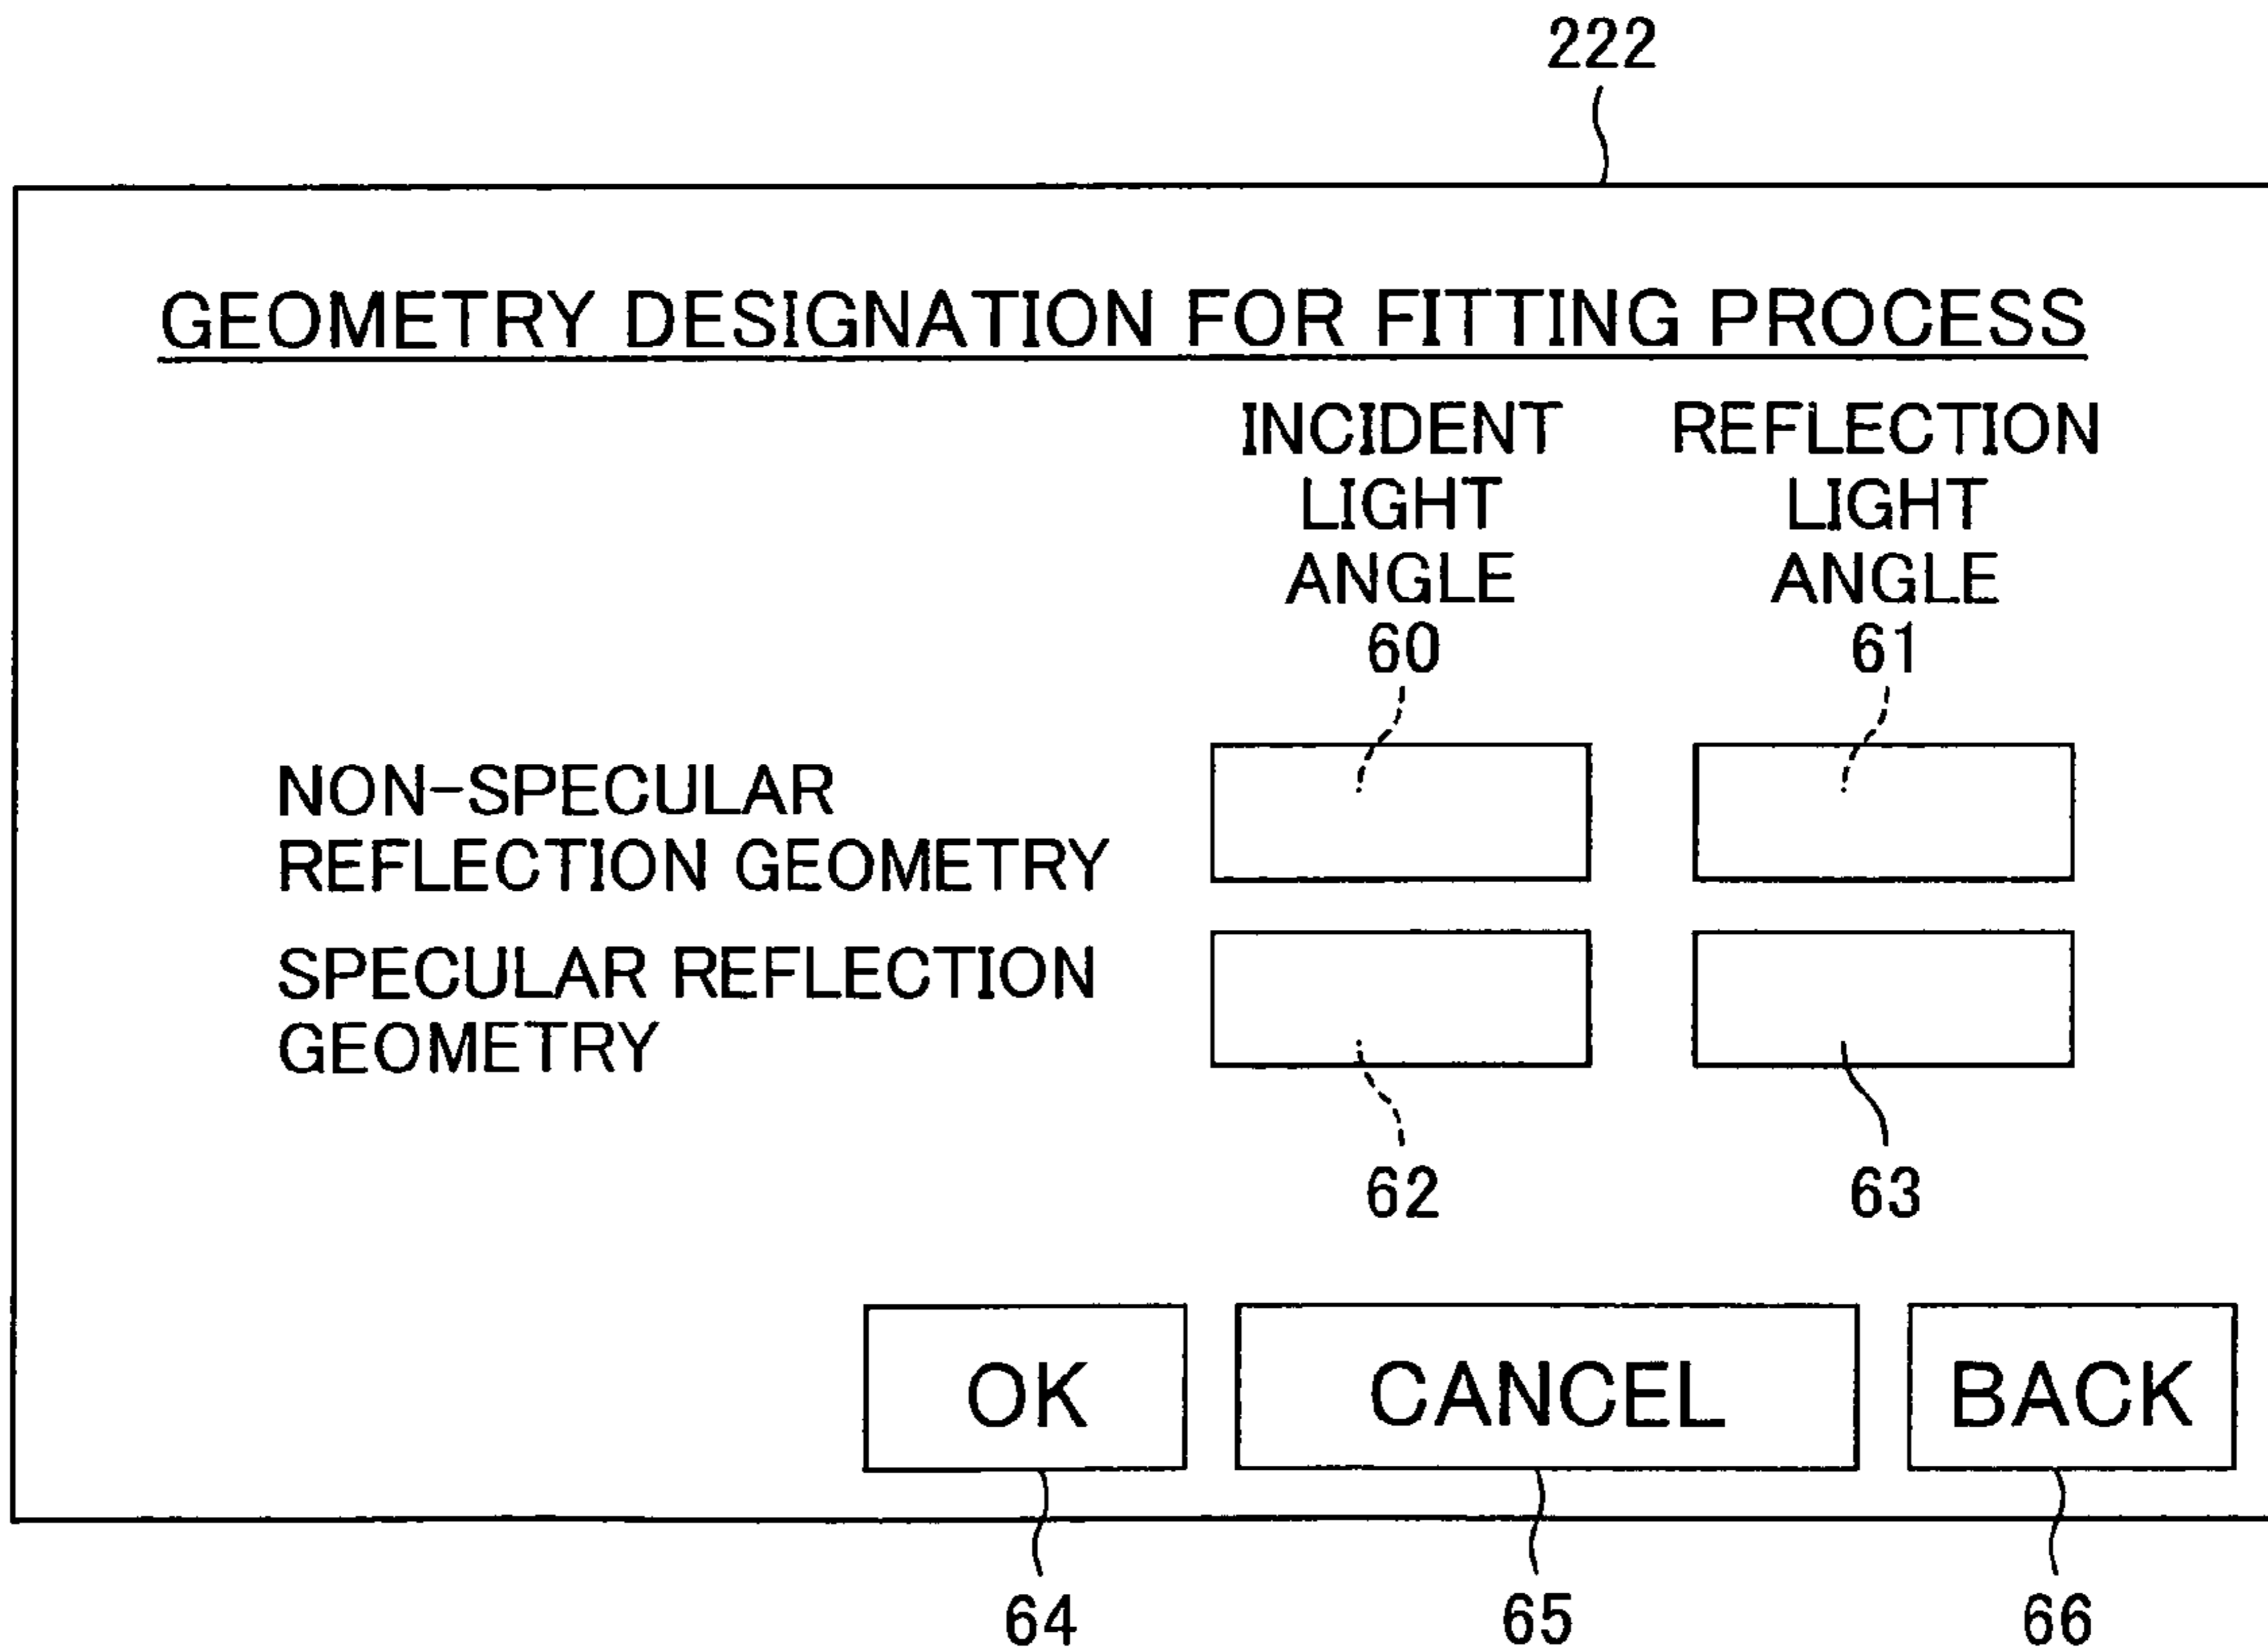 222
GEOMETRY DESIGNATION FOR FITTING PROCESS
INCIDENT LIGHT ANGLE
REFLECTION LIGHT ANGLE
60
61
NON-SPECULAR
REFLECTION GEOMETRY
SPECULAR REFLECTION
GEOMETRY
62
63
OK
CANCEL
BACK
64
65
66